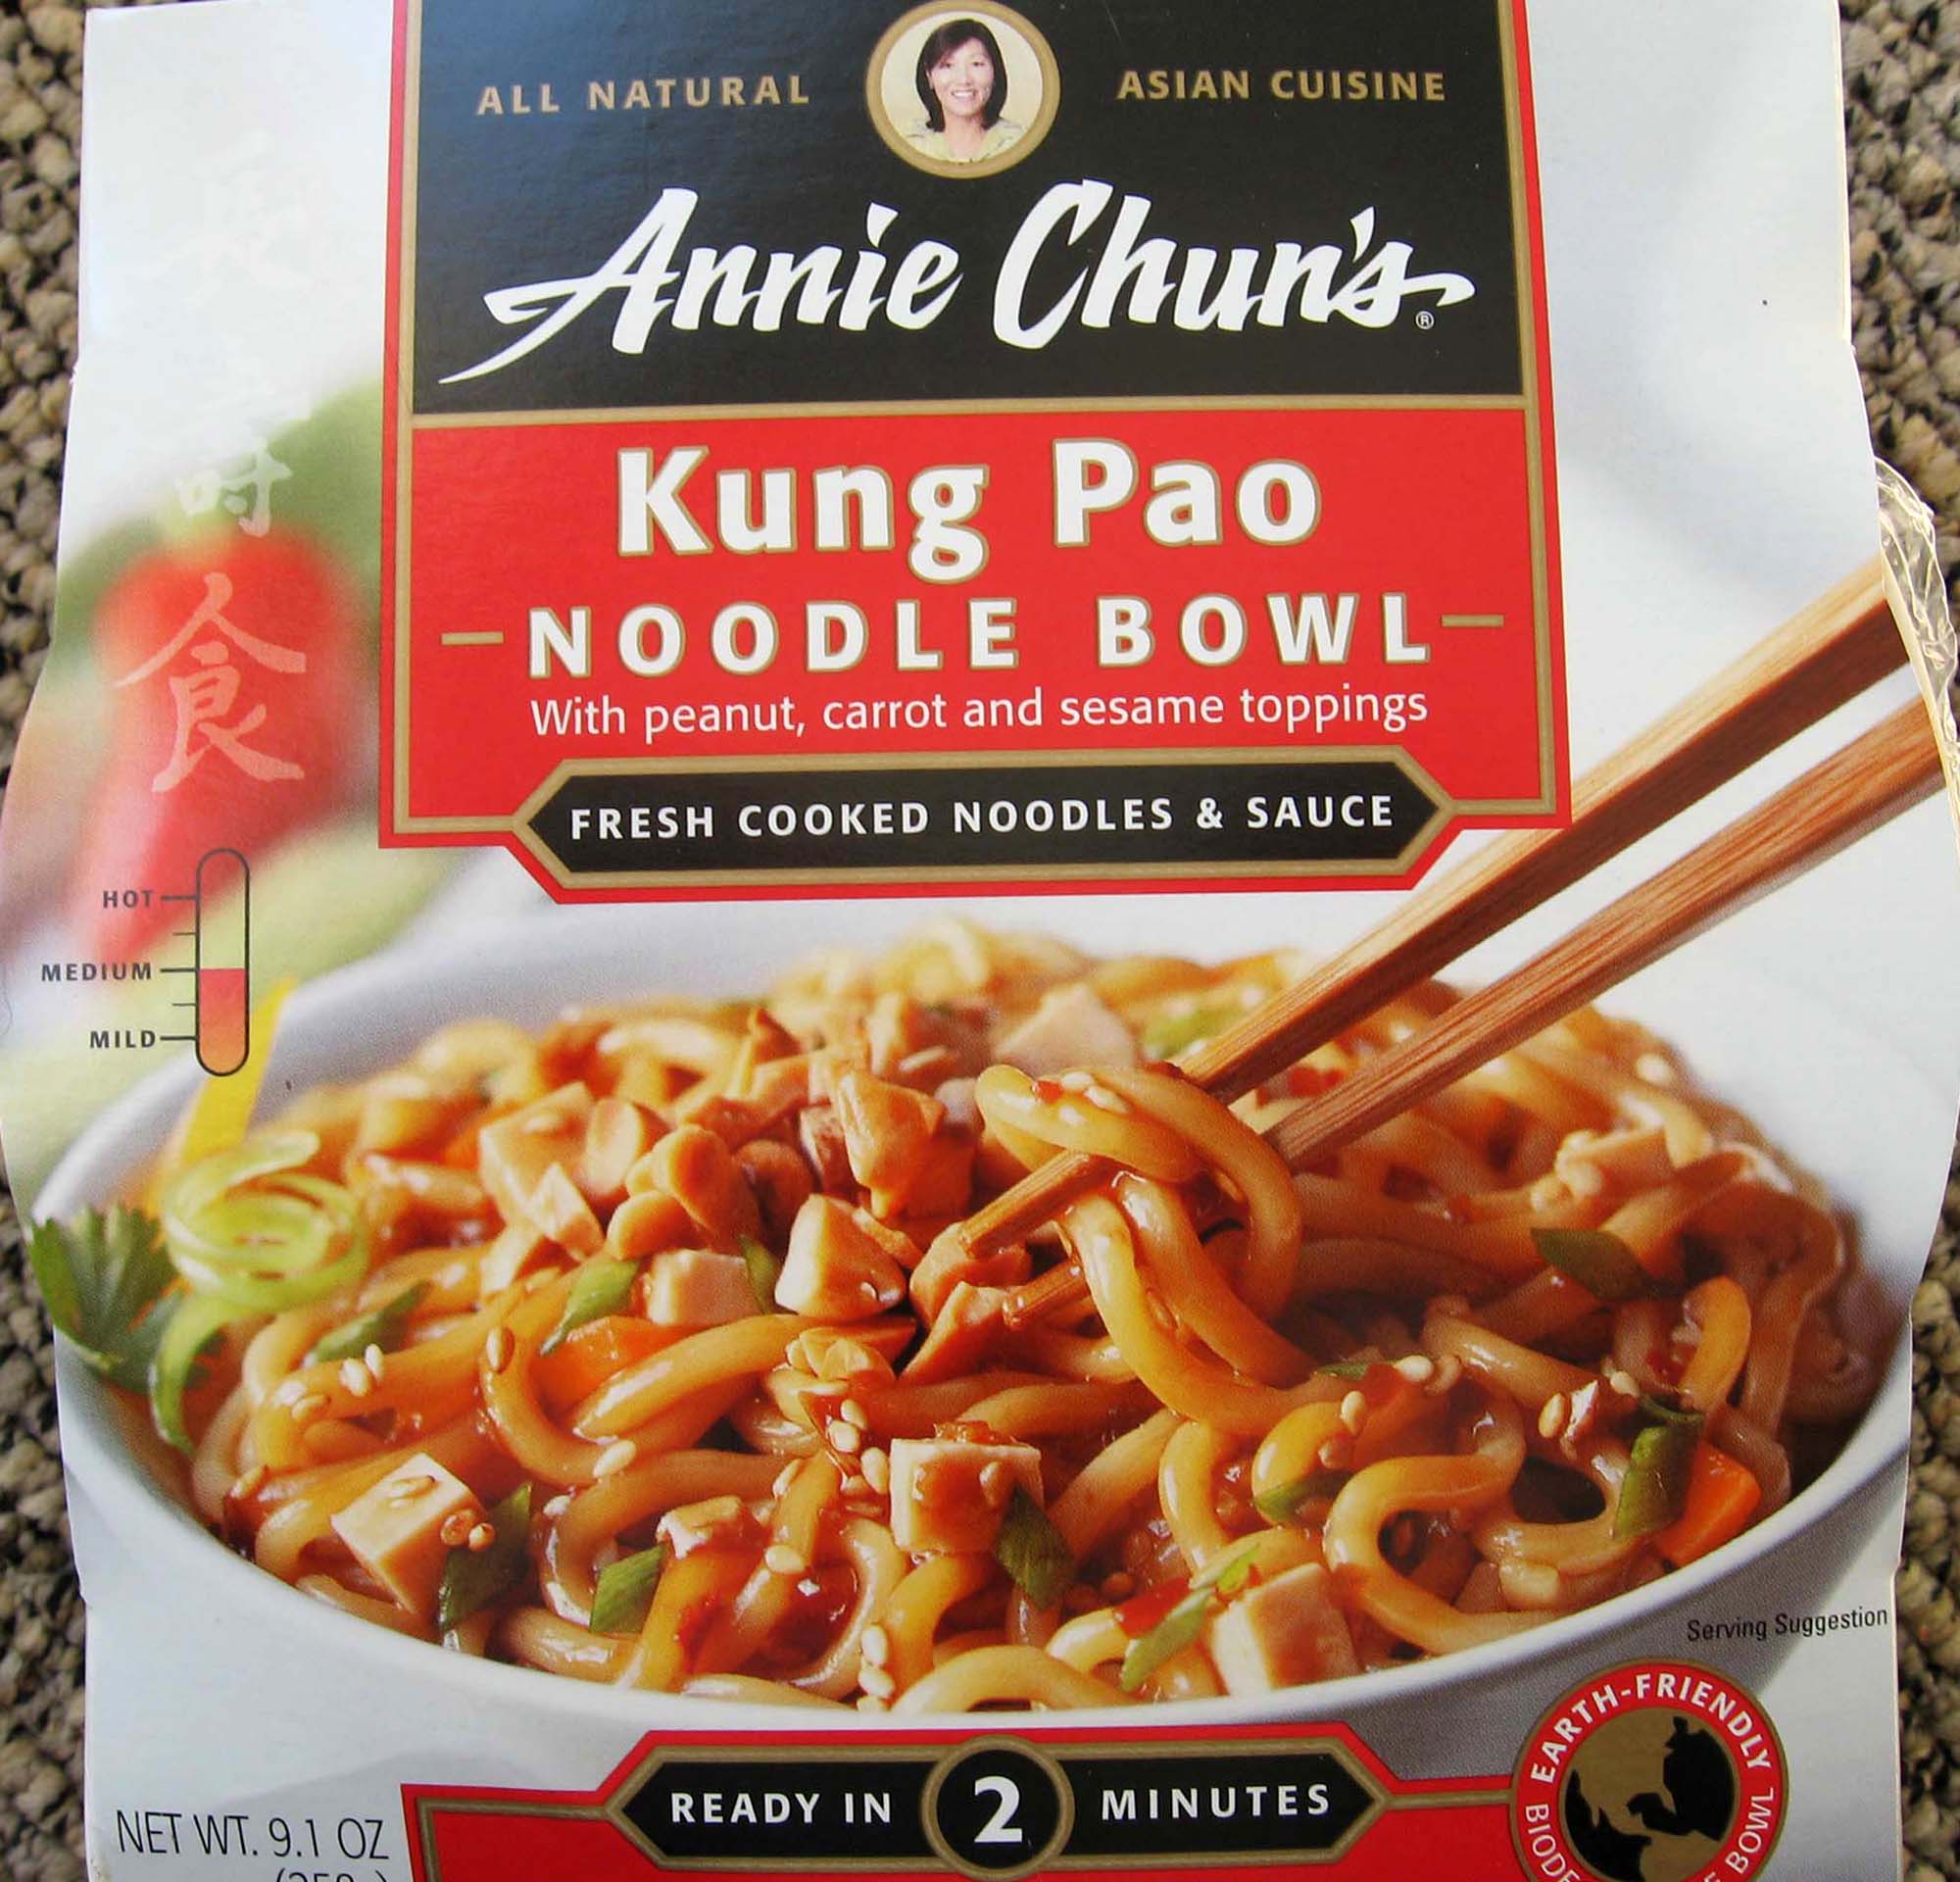 ALL NATURAL
ASIAN CUISINE
Annie Chun's®
Kung Pao
NOODLE BOWL
With peanut, carrot and sesame toppings
FRESH COOKED NOODLES & SAUCE
食
HOT
MEDIUM
MILD
Serving Suggestion
READY IN 2 MINUTES
NET WT. 9.1 OZ
EARTH-FRIENDLY
BOWL